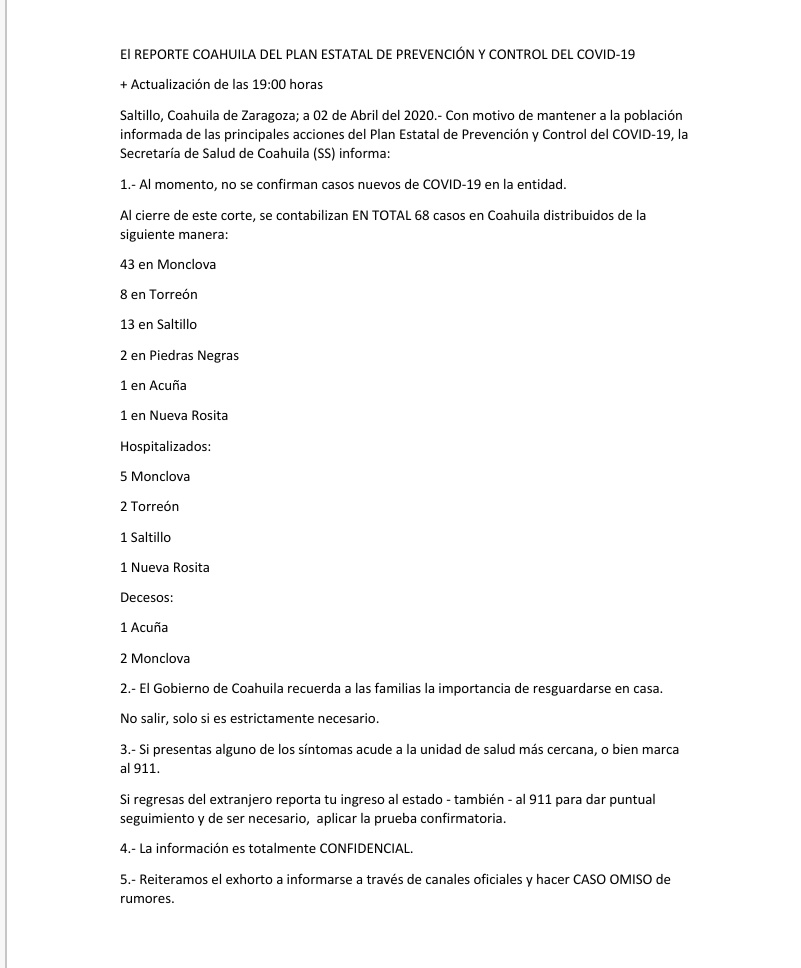 El REPORTE COAHUILA DEL PLAN ESTATAL DE PREVENCIÓN Y CONTROL DEL COVID-19
+ Actualización de las 19:00 horas
Saltillo, Coahuila de Zaragoza; a 02 de Abril del 2020.- Con motivo de mantener a la población
informada de las principales acciones del Plan Estatal de Prevención y Control del COVID-19, la
Secretaría de Salud de Coahuila (SS) informa:
1.- Al momento, no se confirman casos nuevos de COVID-19 en la entidad.
Al cierre de este corte, se contabilizan EN TOTAL 68 casos en Coahuila distribuidos de la
siguiente manera:
43 en Monclova
8 en Torreón
13 en Saltillo
2 en Piedras Negras
1 en Acuña
1 en Nueva Rosita
Hospitalizados:
5 Monclova
2 Torreón
1 Saltillo
1 Nueva Rosita
Decesos:
1 Acuña
2 Monclova
2.- El Gobierno de Coahuila recuerda a las familias la importancia de resguardarse en casa.
No salir, solo si es estrictamente necesario.
3.- Si presentas alguno de los síntomas acude a la unidad de salud más cercana, o bien marca
al 911.
Si regresas del extranjero reporta tu ingreso al estado - también - al 911 para dar puntual
seguimiento y de ser necesario,  aplicar la prueba confirmatoria.
4.- La información es totalmente CONFIDENCIAL.
5.- Reiteramos el exhorto a informarse a través de canales oficiales y hacer CASO OMISO de
rumores.